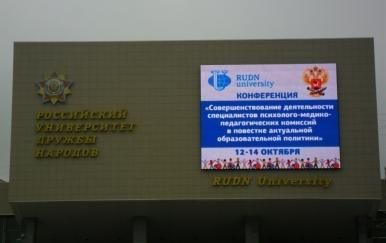 РОССИЙСКИЙ
УНИВЕРСИТЕТ
ДРУЖБЫ
НАРОДОВ
RUDN
university
КОНФЕРЕНЦИЯ
«Совершенствование деятельности
специалистов психолого-медико-
педагогических комиссий
в повестке актуальной
образовательной политики»
12-14 ОКТЯБРЯ
RUDN University